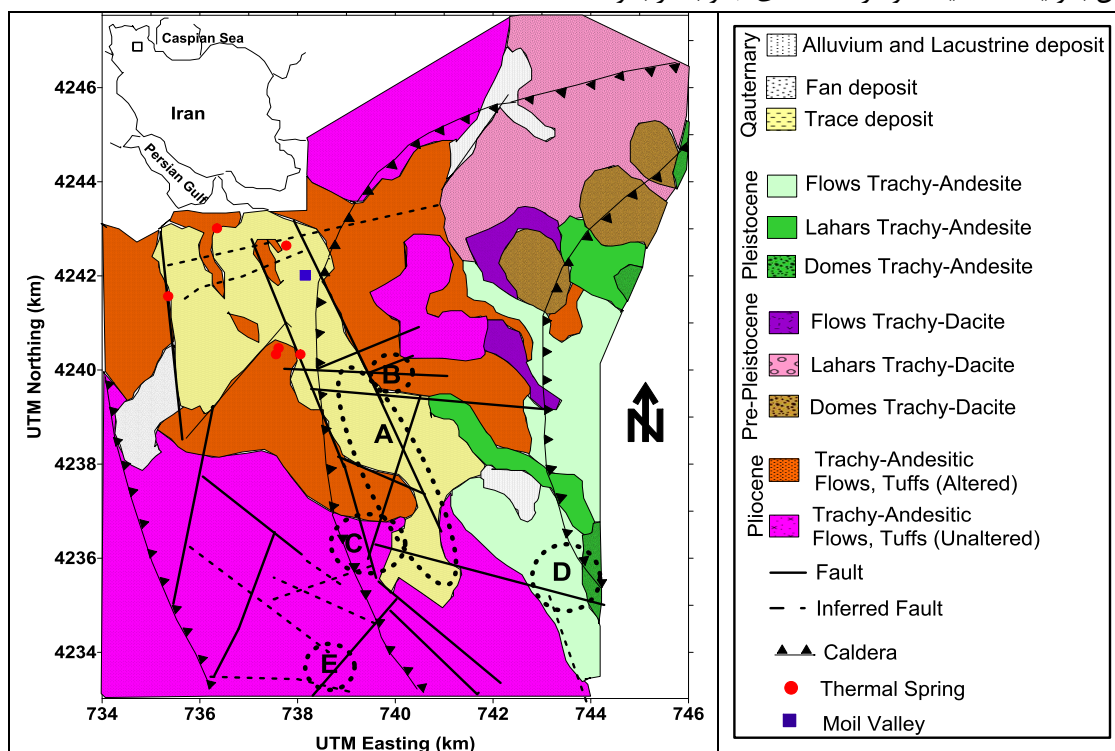 Caspian Sea
Iran
Persian Gulf
4246
4244
4242
4240
4238
4236
4234
UTM Northing (km)
B
A
C
D
E
N
734
736
738
740
742
744
746
UTM Easting (km)
Qauternary
Alluvium and Lacustrine deposit
Fan deposit
Trace deposit
Pleistocene
Flows Trachy-Andesite
Lahars Trachy-Andesite
Domes Trachy-Andesite
Pre-Pleistocene
Flows Trachy-Dacite
Lahars Trachy-Dacite
Domes Trachy-Dacite
Pliocene
Trachy-Andesitic
Flows, Tuffs (Altered)
Trachy-Andesitic
Flows, Tuffs (Unaltered)
Fault
Inferred Fault
Caldera
Thermal Spring
Moil Valley